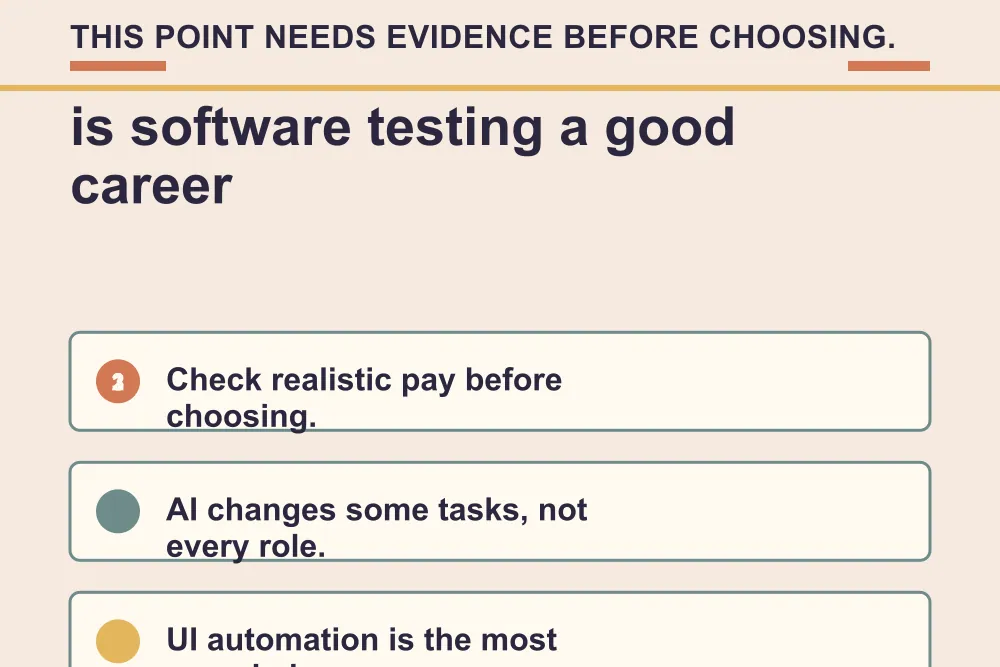 THIS POINT NEEDS EVIDENCE BEFORE CHOOSING.
is software testing a good
career
Check realistic pay before
choosing.
AI changes some tasks, not
every role.
UI automation is the most